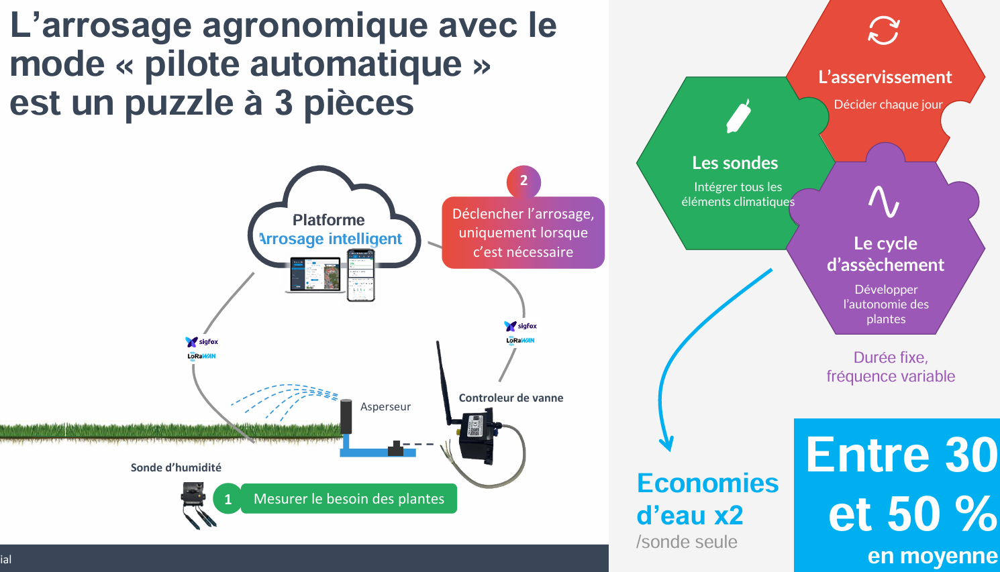 L’arrosage agronomique avec le
mode « pilote automatique »
est un puzzle à 3 pièces
Platforme
Arrosage intelligent
2
Déclencher l’arrosage,
uniquement lorsque
c’est nécessaire
sigfox
LoRaWAN
sigfox
LoRaWAN
Asperseur
Controleur de vanne
Sonde d’humidité
1
Mesurer le besoin des plantes
ial
L’asservissement
Décider chaque jour
Les sondes
Intégrer tous les
éléments climatiques
Le cycle
d’assèchement
Développer
l’autonomie des
plantes
Durée fixe,
fréquence variable
Economies
d’eau x2
/sonde seule
Entre 30
et 50 %
en moyenne